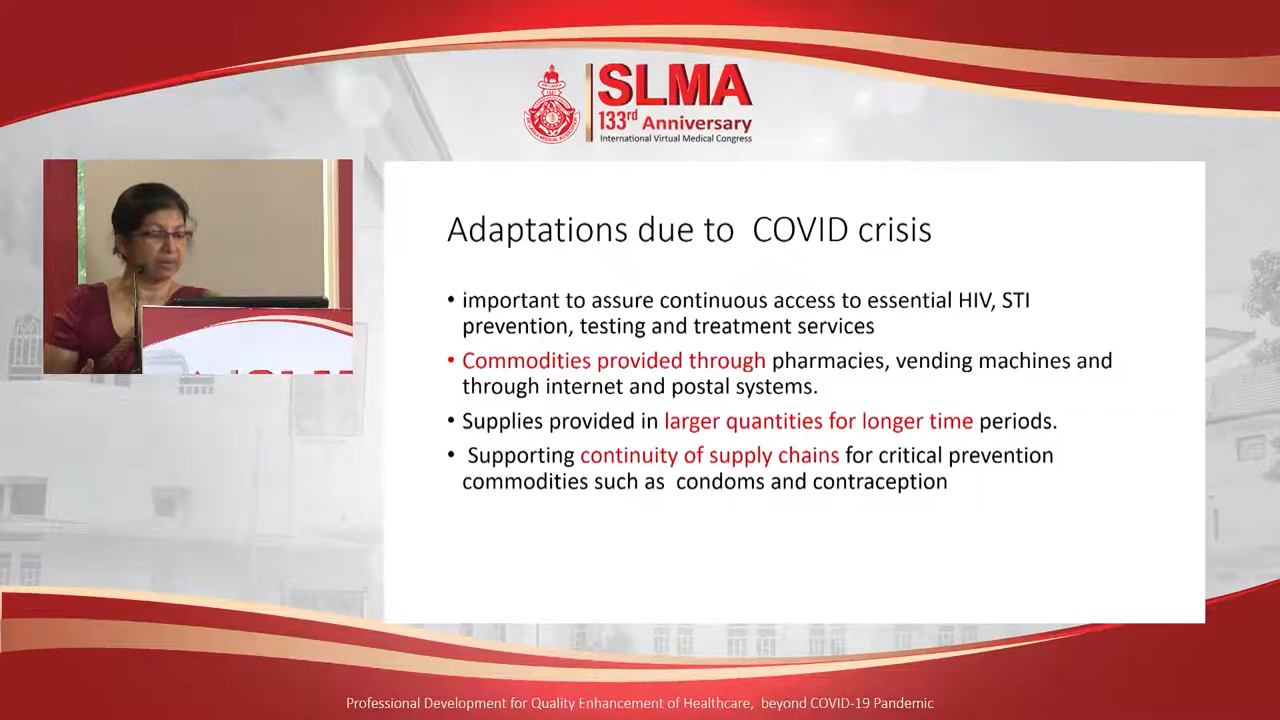 SLMA
133rd Anniversary
International Virtual Medical Congress
Adaptations due to  COVID crisis
• important to assure continuous access to essential HIV, STI
prevention, testing and treatment services
• Commodities provided through pharmacies, vending machines and
through internet and postal systems.
• Supplies provided in larger quantities for longer time periods.
•  Supporting continuity of supply chains for critical prevention
commodities such as  condoms and contraception
Professional Development for Quality Enhancement of Healthcare,  beyond COVID-19 Pandemic